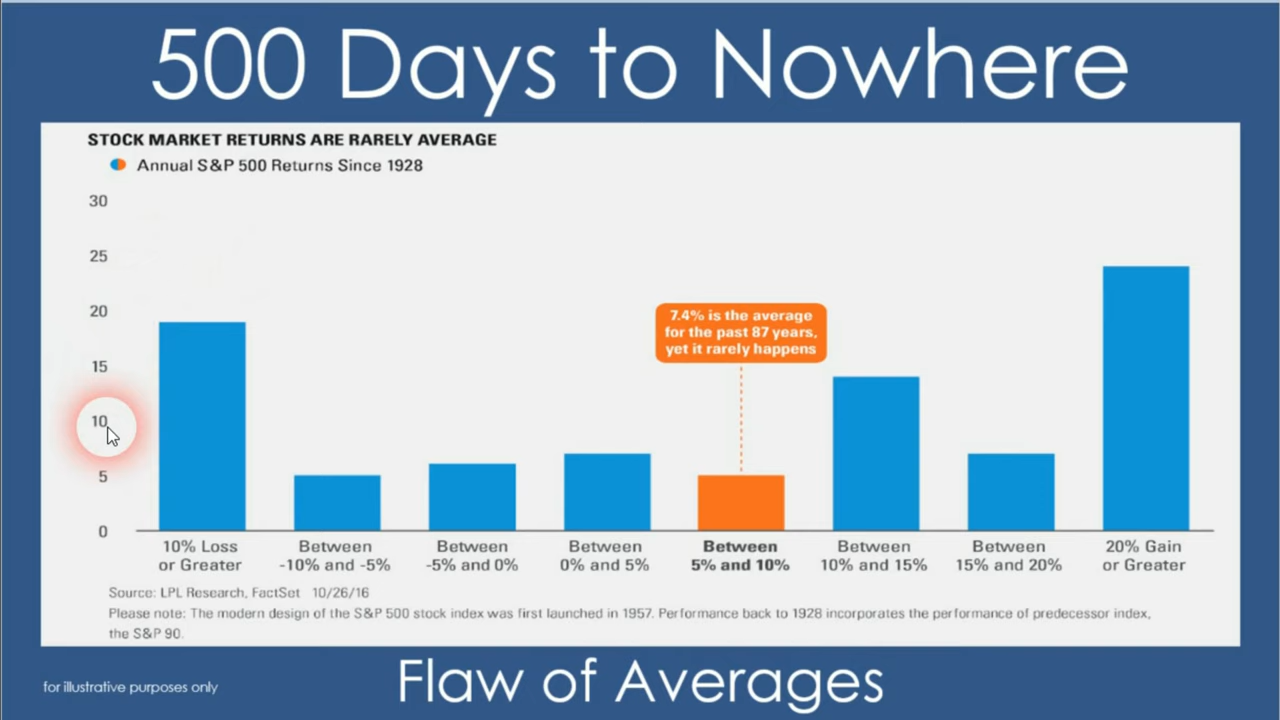 500 Days to Nowhere
STOCK MARKET RETURNS ARE RARELY AVERAGE
Annual S&P 500 Returns Since 1928
30
25
20
15
10
5
0
7.4% is the average
for the past 87 years,
yet it rarely happens
10% Loss
or Greater
Between
-10% and -5%
Between
-5% and 0%
Between
0% and 5%
Between
5% and 10%
Between
10% and 15%
Between
15% and 20%
20% Gain
or Greater
Source: LPL Research, FactSet 10/26/16
Please note: The modern design of the S&P 500 stock index was first launched in 1957. Performance back to 1928 incorporates the performance of predecessor index,
the S&P 90.
for illustrative purposes only
Flaw of Averages